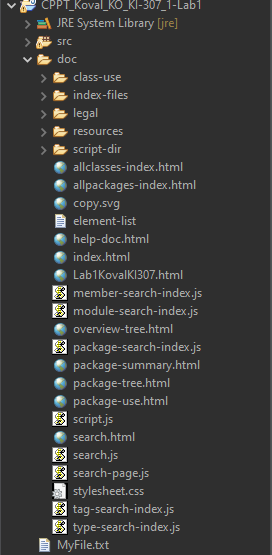 CPPT_Koval_KO_KI-307_1-Lab1
JRE System Library [jre]
src
doc
class-use
index-files
legal
resources
script-dir
allclasses-index.html
allpackages-index.html
copy.svg
element-list
help-doc.html
index.html
Lab1KovalKI307.html
member-search-index.js
module-search-index.js
overview-tree.html
package-search-index.js
package-summary.html
package-tree.html
package-use.html
script.js
search.html
search.js
search-page.js
stylesheet.css
tag-search-index.js
type-search-index.js
MyFile.txt